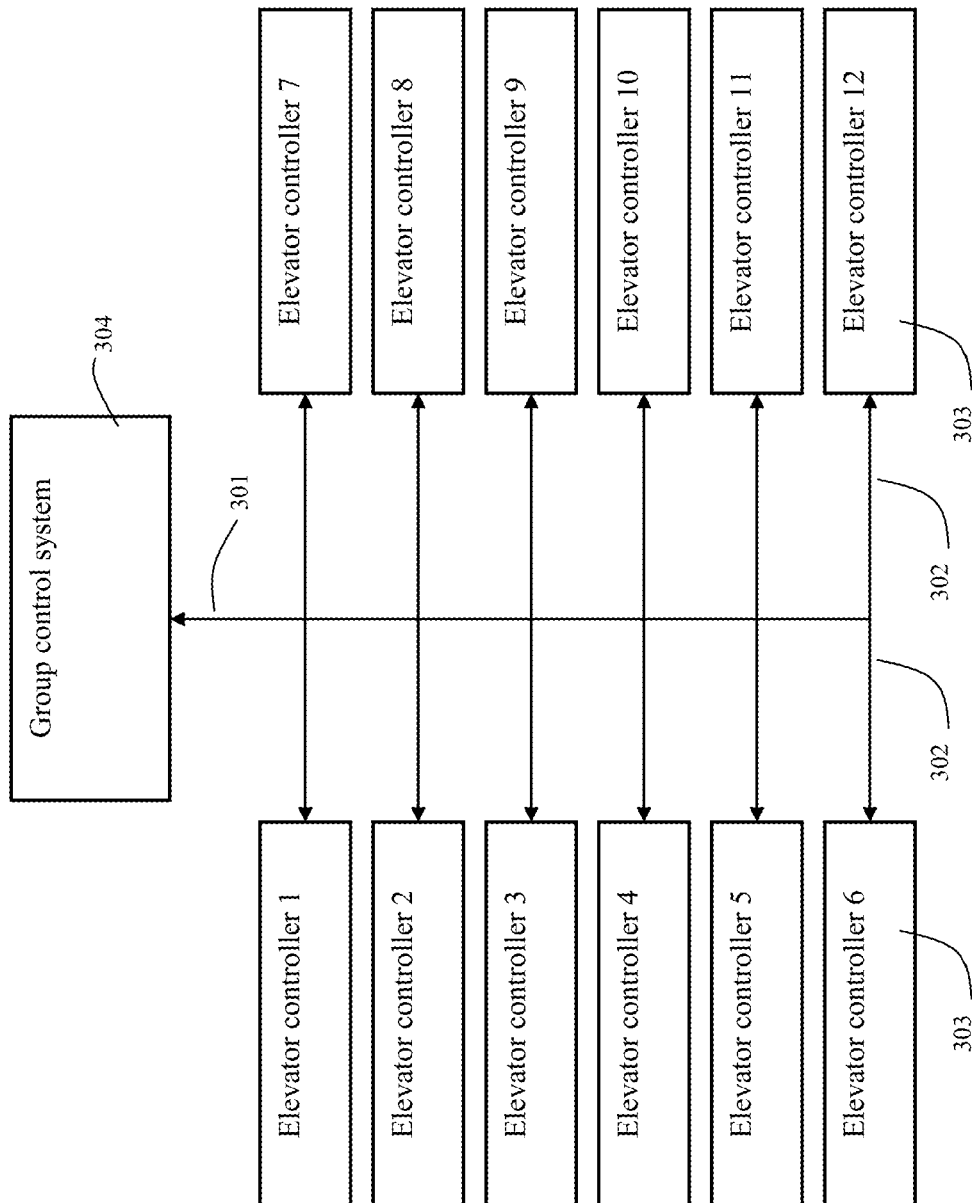 Group control system
304
301
Elevator controller 1
Elevator controller 2
Elevator controller 3
Elevator controller 4
Elevator controller 5
Elevator controller 6
Elevator controller 7
Elevator controller 8
Elevator controller 9
Elevator controller 10
Elevator controller 11
Elevator controller 12
303
302
302
303